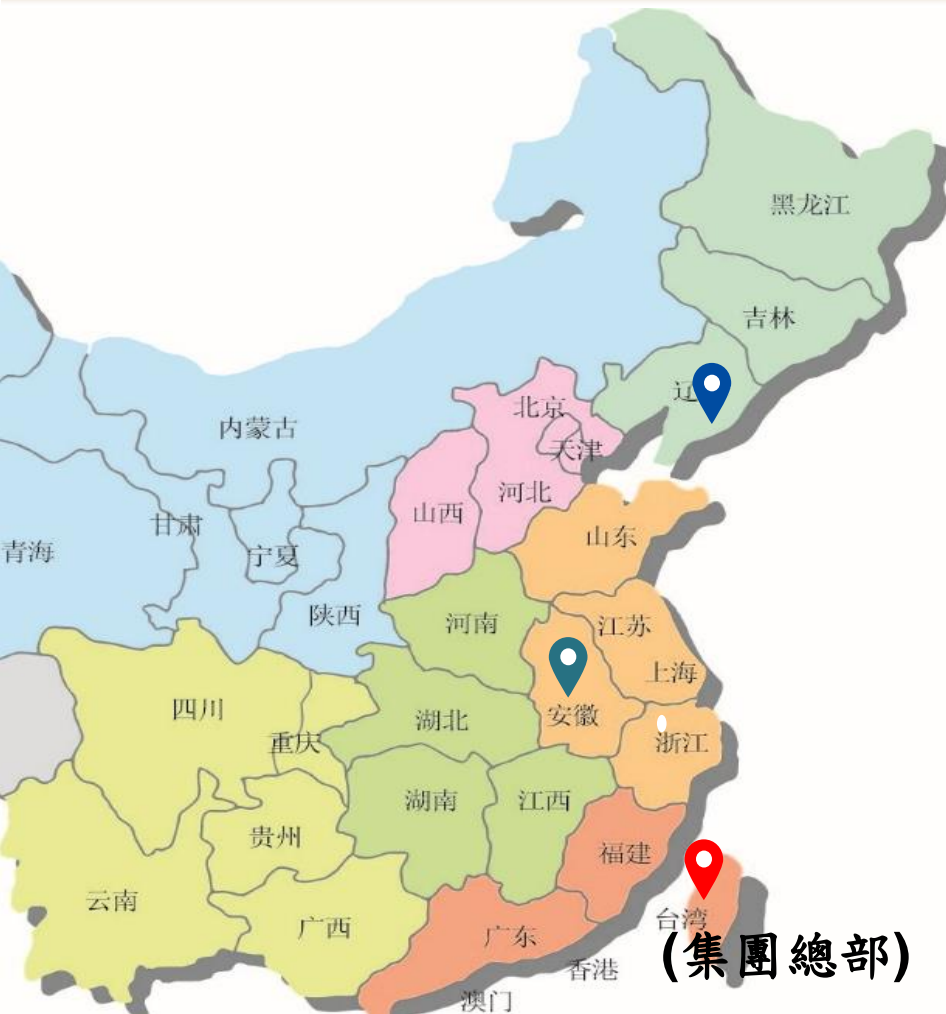 黑龙江
吉林
辽
北京
内蒙古
天津
河北
山西
甘肃
山东
青海
宁夏
陕西
河南
江苏
上海
四川
安徽
湖北
重庆
浙江
湖南
江西
贵州
福建
云南
台湾
广西
广东
(集團總部)
香港
澳门